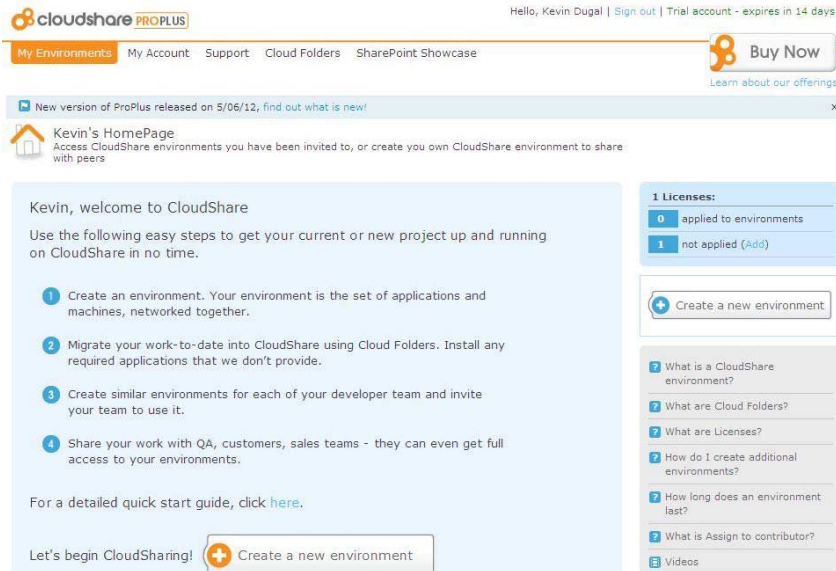 cloudshare PROPLUS
Hello, Kevin Dugal | Sign out | Trial account - expires in 14 days
My Environments My Account Support Cloud Folders SharePoint Showcase
Buy Now
Learn about our offerings
New version of ProPlus released on 5/06/12, find out what is new!
x
Kevin's HomePage
Access CloudShare environments you have been invited to, or create you own CloudShare environment to share
with peers
Kevin, welcome to CloudShare
Use the following easy steps to get your current or new project up and running
on CloudShare in no time.
1 Create an environment. Your environment is the set of applications and
machines, networked together.
2 Migrate your work-to-date into CloudShare using Cloud Folders. Install any
required applications that we don't provide.
3 Create similar environments for each of your developer team and invite
your team to use it.
4 Share your work with QA, customers, sales teams - they can even get full
access to your environments.
For a detailed quick start guide, click here.
Let's begin CloudSharing! Create a new environment
1 Licenses:
0 applied to environments
1 not applied (Add)
Create a new environment
? What is a CloudShare
environment?
? What are Cloud Folders?
? What are Licenses?
? How do I create additional
environments?
? How long does an environment
last?
? What is Assign to contributor?
Videos